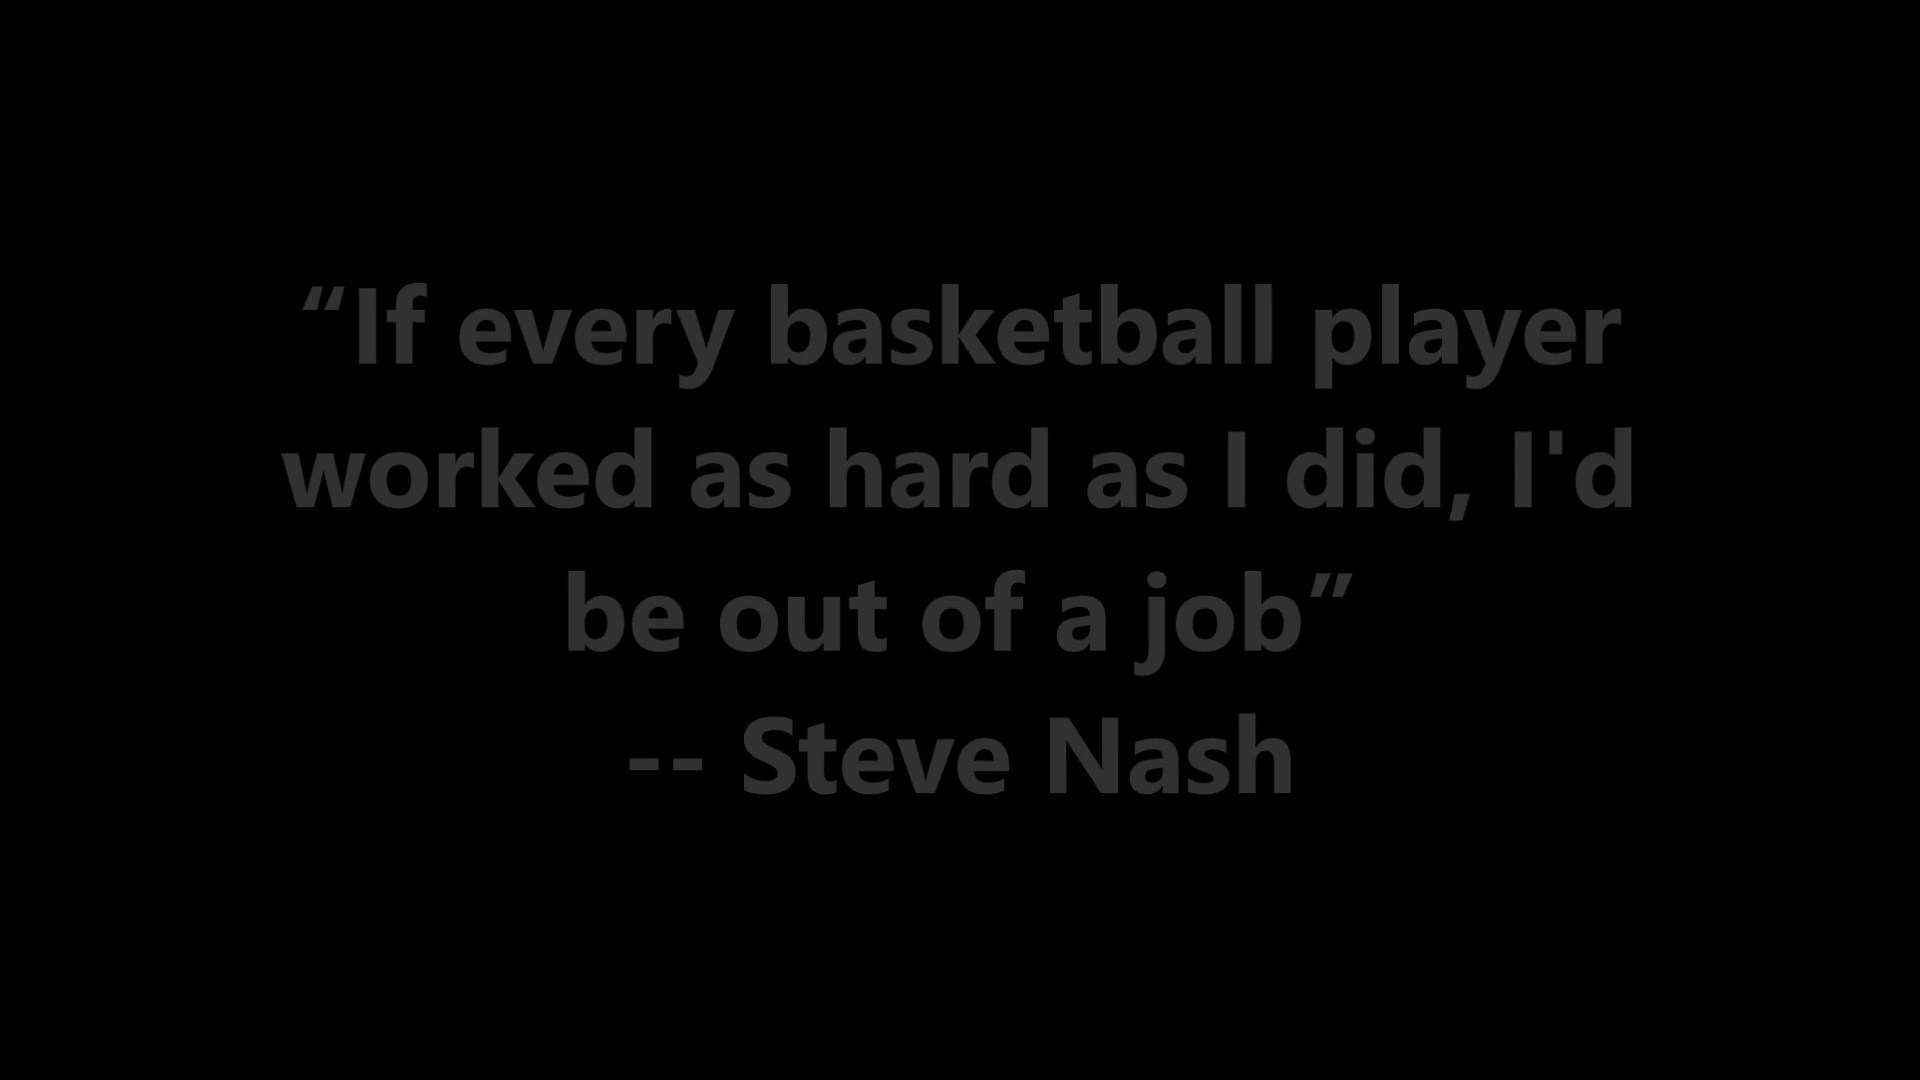 “If every basketball player
worked as hard as I did, I'd
be out of a job”
-- Steve Nash